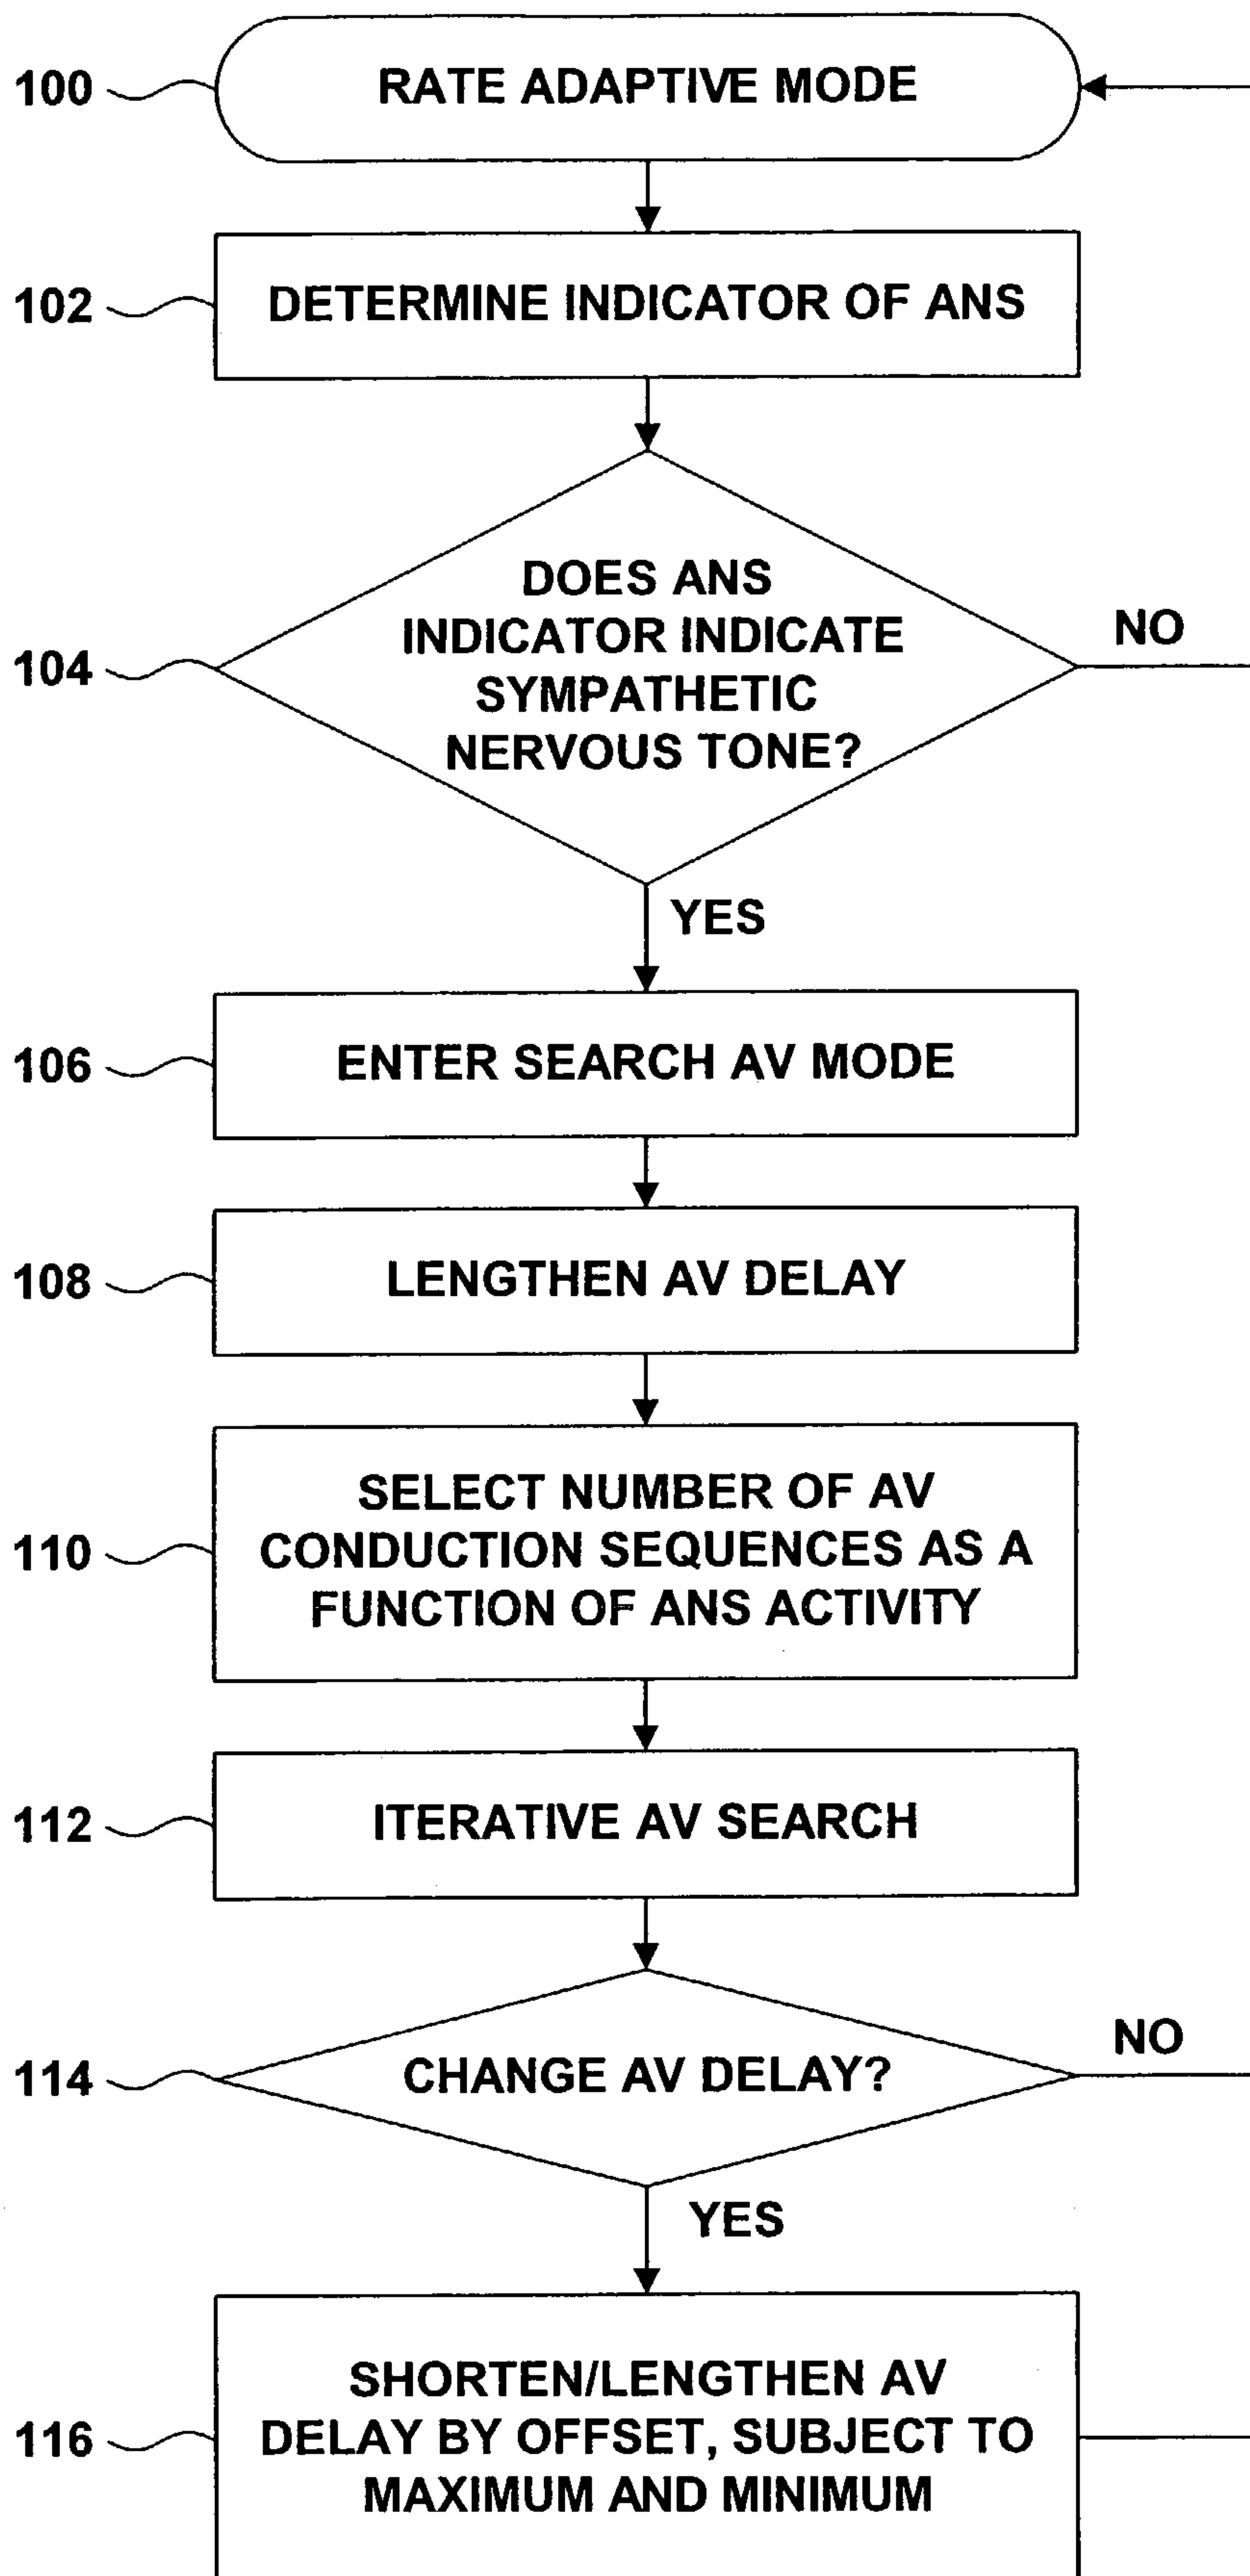 100
RATE ADAPTIVE MODE
102
DETERMINE INDICATOR OF ANS
104
DOES ANS
INDICATOR INDICATE
SYMPATHETIC
NERVOUS TONE?
NO
YES
106
ENTER SEARCH AV MODE
108
LENGTHEN AV DELAY
110
SELECT NUMBER OF AV
CONDUCTION SEQUENCES AS A
FUNCTION OF ANS ACTIVITY
112
ITERATIVE AV SEARCH
114
CHANGE AV DELAY?
NO
YES
116
SHORTEN/LENGTHEN AV
DELAY BY OFFSET, SUBJECT TO
MAXIMUM AND MINIMUM